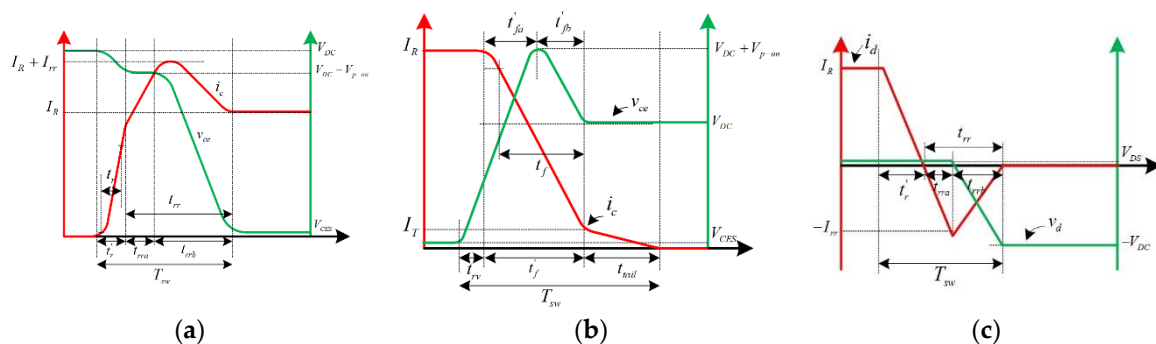 V_DC
I_R + I_rr
V_DC − V_p-on
i_c
I_R
v_ce
t_r
t_rr
V_CES
t_r' t_rra t_rrb
T_sw
(a)
t'_fa t'_fb
I_R
V_DC + V_p-on
v_ce
V_DC
t_f
i_c
I_T
V_CES
t_rv t_f' t_tail
T_sw
(b)
i_d
I_R
t_rr
V_DS
t_r' t_rra t_rrb
−I_rr
v_d
−V_DC
T_sw
(c)